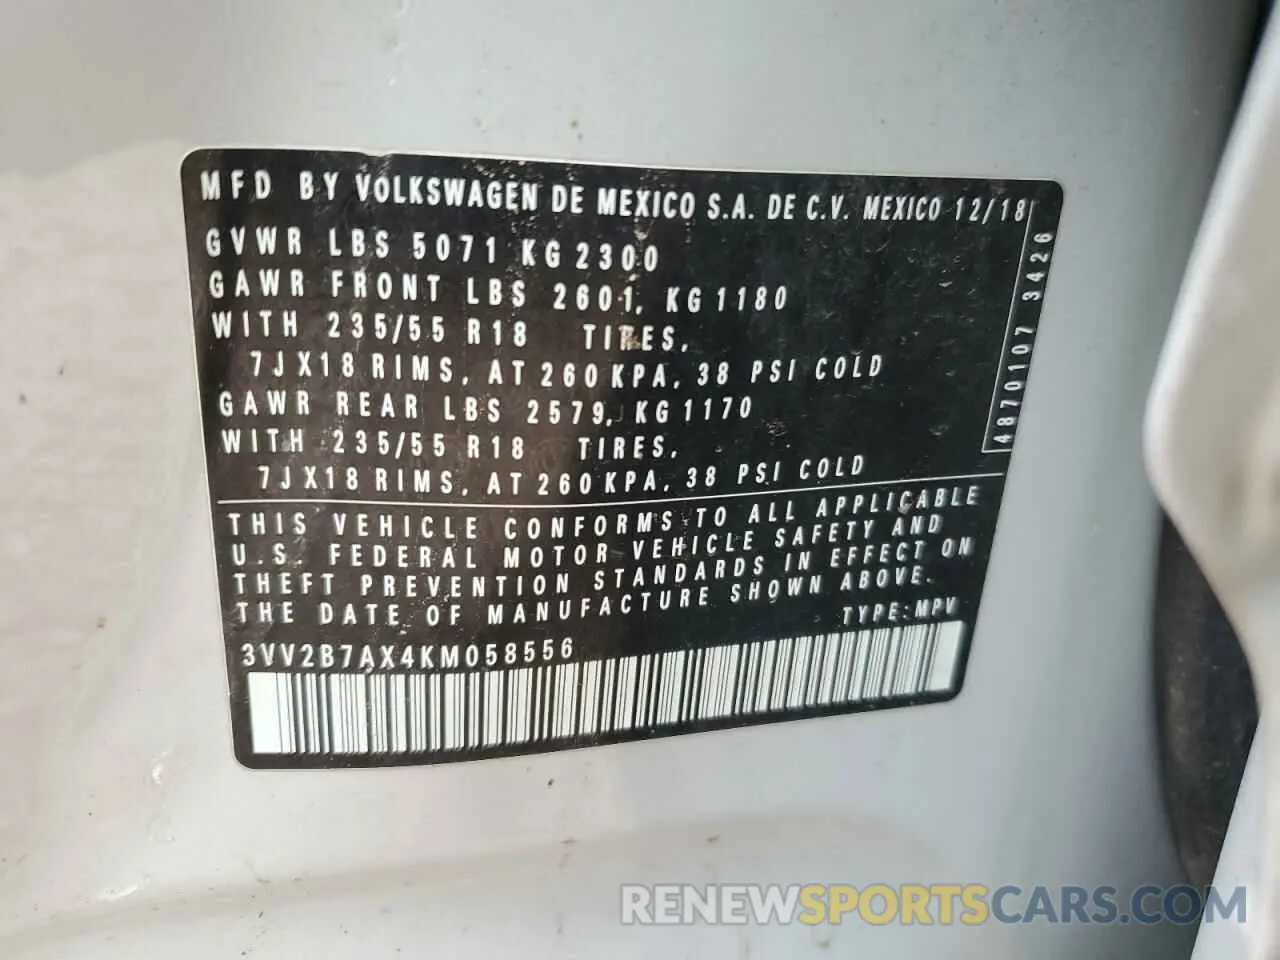 MFD BY VOLKSWAGEN DE MEXICO S.A. DE C.V. MEXICO 12/18
GVWR LBS 5071 KG 2300
GAWR FRONT LBS 2601, KG 1180
WITH 235/55 R18 TIRES,
7JX18 RIMS, AT 260 KPA, 38 PSI COLD
GAWR REAR LBS 2579, KG 1170
WITH 235/55 R18 TIRES,
7JX18 RIMS, AT 260 KPA, 38 PSI COLD
4870107 3426
THIS VEHICLE CONFORMS TO ALL APPLICABLE
U.S. FEDERAL MOTOR VEHICLE SAFETY AND
THEFT PREVENTION STANDARDS IN EFFECT ON
THE DATE OF MANUFACTURE SHOWN ABOVE.
TYPE: MPV
3VV2B7AX4KM058556
RENEWSPORTSCARS.COM